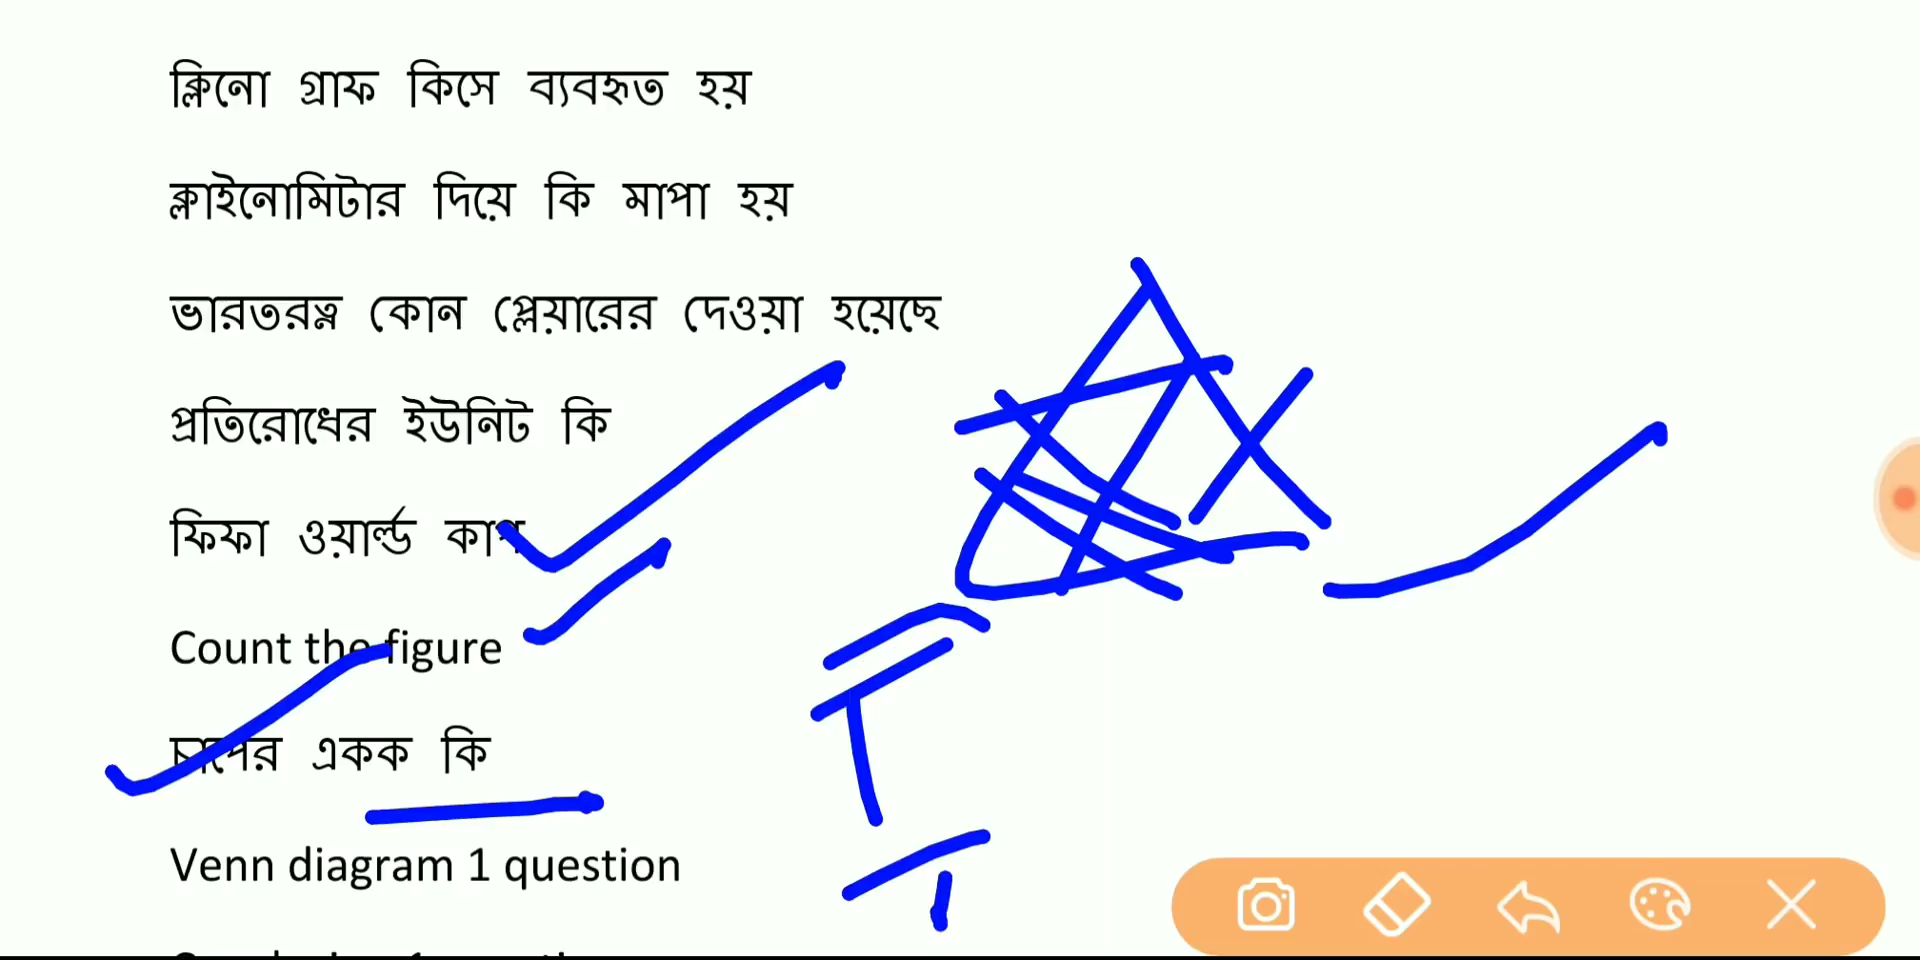 ক্লিনো গ্রাফ কিসে ব্যবহৃত হয়
ক্লাইনোমিটার দিয়ে কি মাপা হয়
ভারতরত্ন কোন প্লেয়ারের দেওয়া হয়েছে
প্রতিরোধের ইউনিট কি
ফিফা ওয়ার্ল্ড কাপ
Count the figure
চাপের একক কি
Venn diagram 1 question